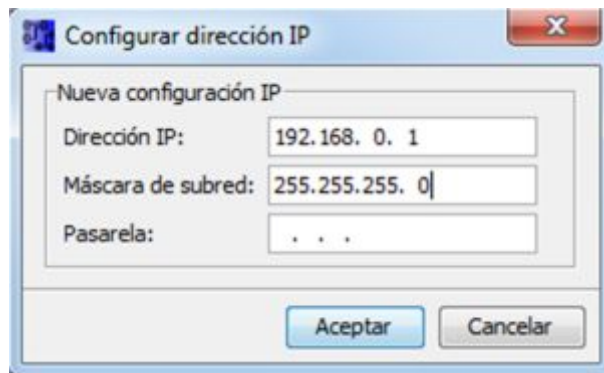 Configurar dirección IP
Nueva configuración IP
Dirección IP: 192.168. 0. 1
Máscara de subred: 255.255.255. 0
Pasarela: . . .
Aceptar Cancelar